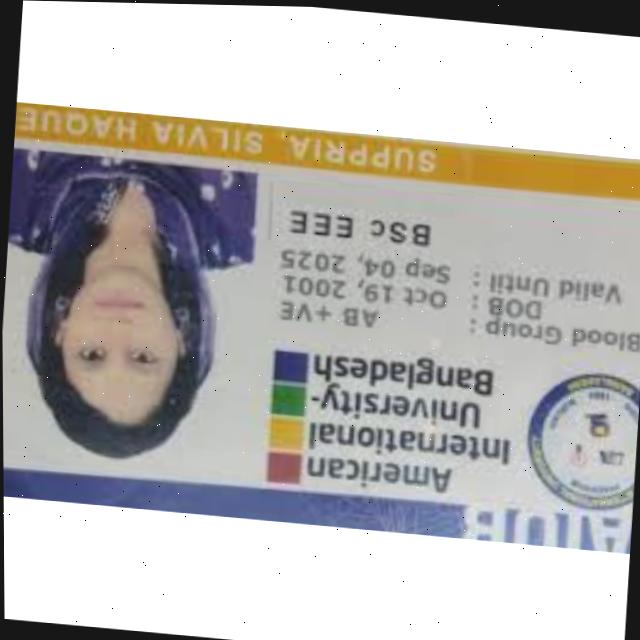 AIUB
American
International
University-
Bangladesh
Blood Group : AB +VE
DOB : Oct 19, 2001
Valid Until : Sep 04, 2025
BSc EEE
SUPPRIA, SILVIA HAQUE